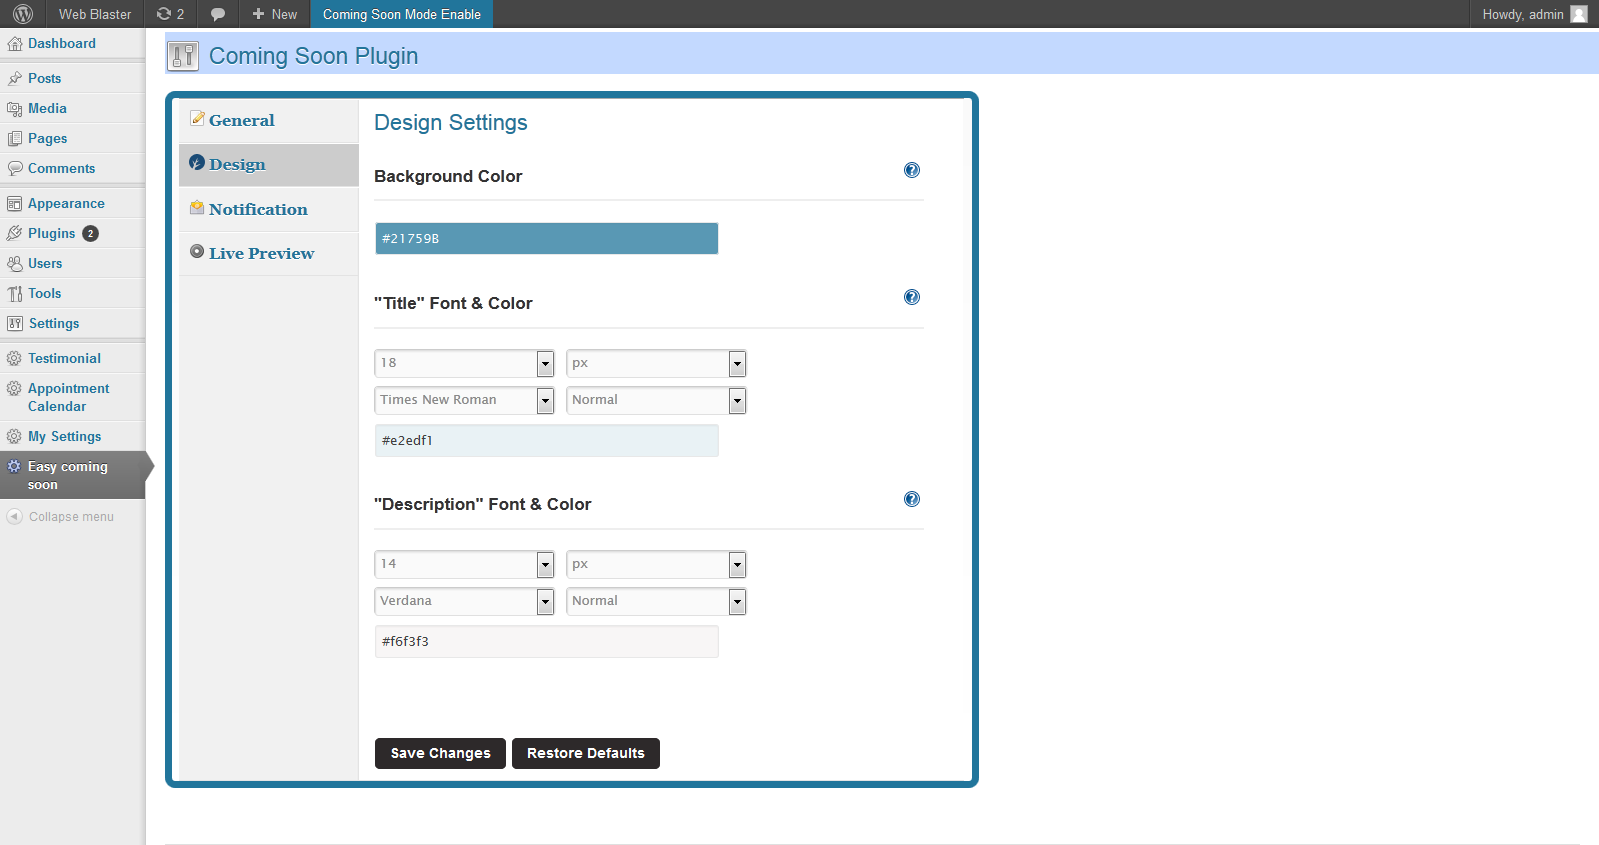 Web Blaster 2 New Coming Soon Mode Enable Howdy, admin
Dashboard
Posts
Media
Pages
Comments
Appearance
Plugins 2
Users
Tools
Settings
Testimonial
Appointment
Calendar
My Settings
Easy coming
soon
Collapse menu
Coming Soon Plugin
General
Design
Notification
Live Preview
Design Settings
Background Color
#21759B
"Title" Font & Color
18 px
Times New Roman Normal
#e2edf1
"Description" Font & Color
14 px
Verdana Normal
#f6f3f3
Save Changes Restore Defaults